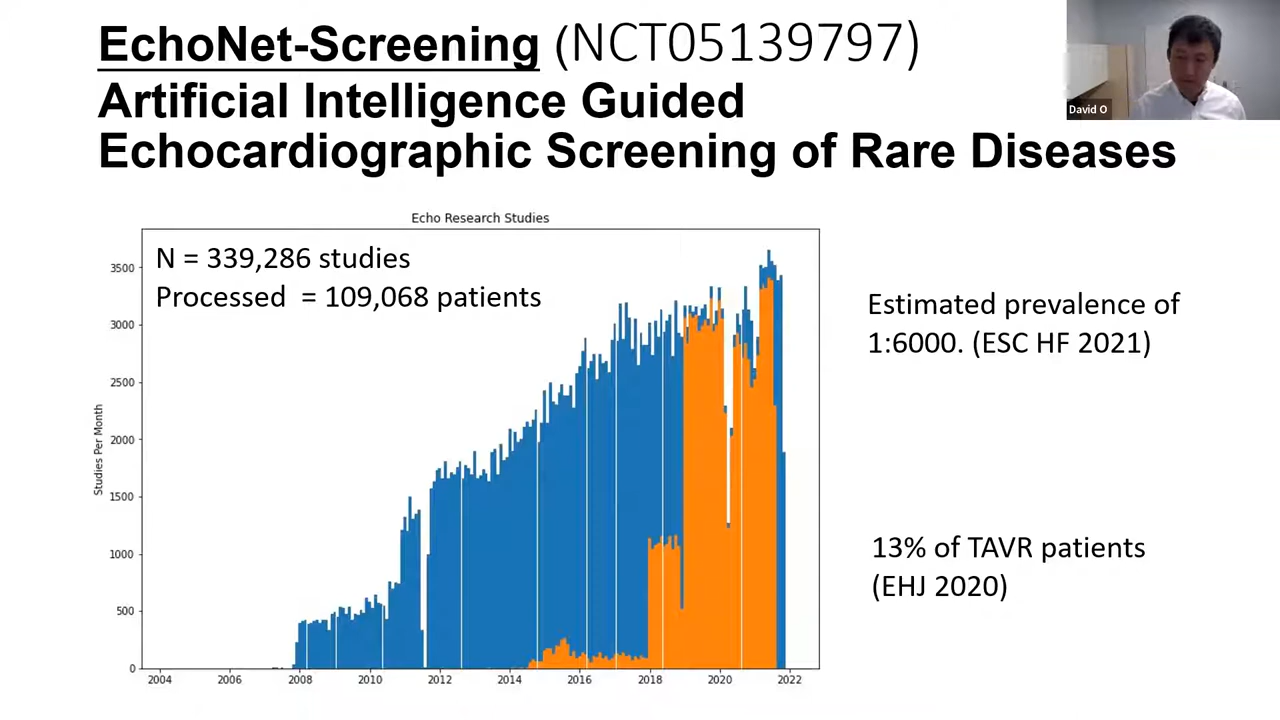 EchoNet-Screening (NCT05139797)
Artificial Intelligence Guided
Echocardiographic Screening of Rare Diseases
David O
Echo Research Studies
N = 339,286 studies
Processed = 109,068 patients
Studies Per Month
3500
3000
2500
2000
1500
1000
500
0
2004 2006 2008 2010 2012 2014 2016 2018 2020 2022
Estimated prevalence of
1:6000. (ESC HF 2021)
13% of TAVR patients
(EHJ 2020)